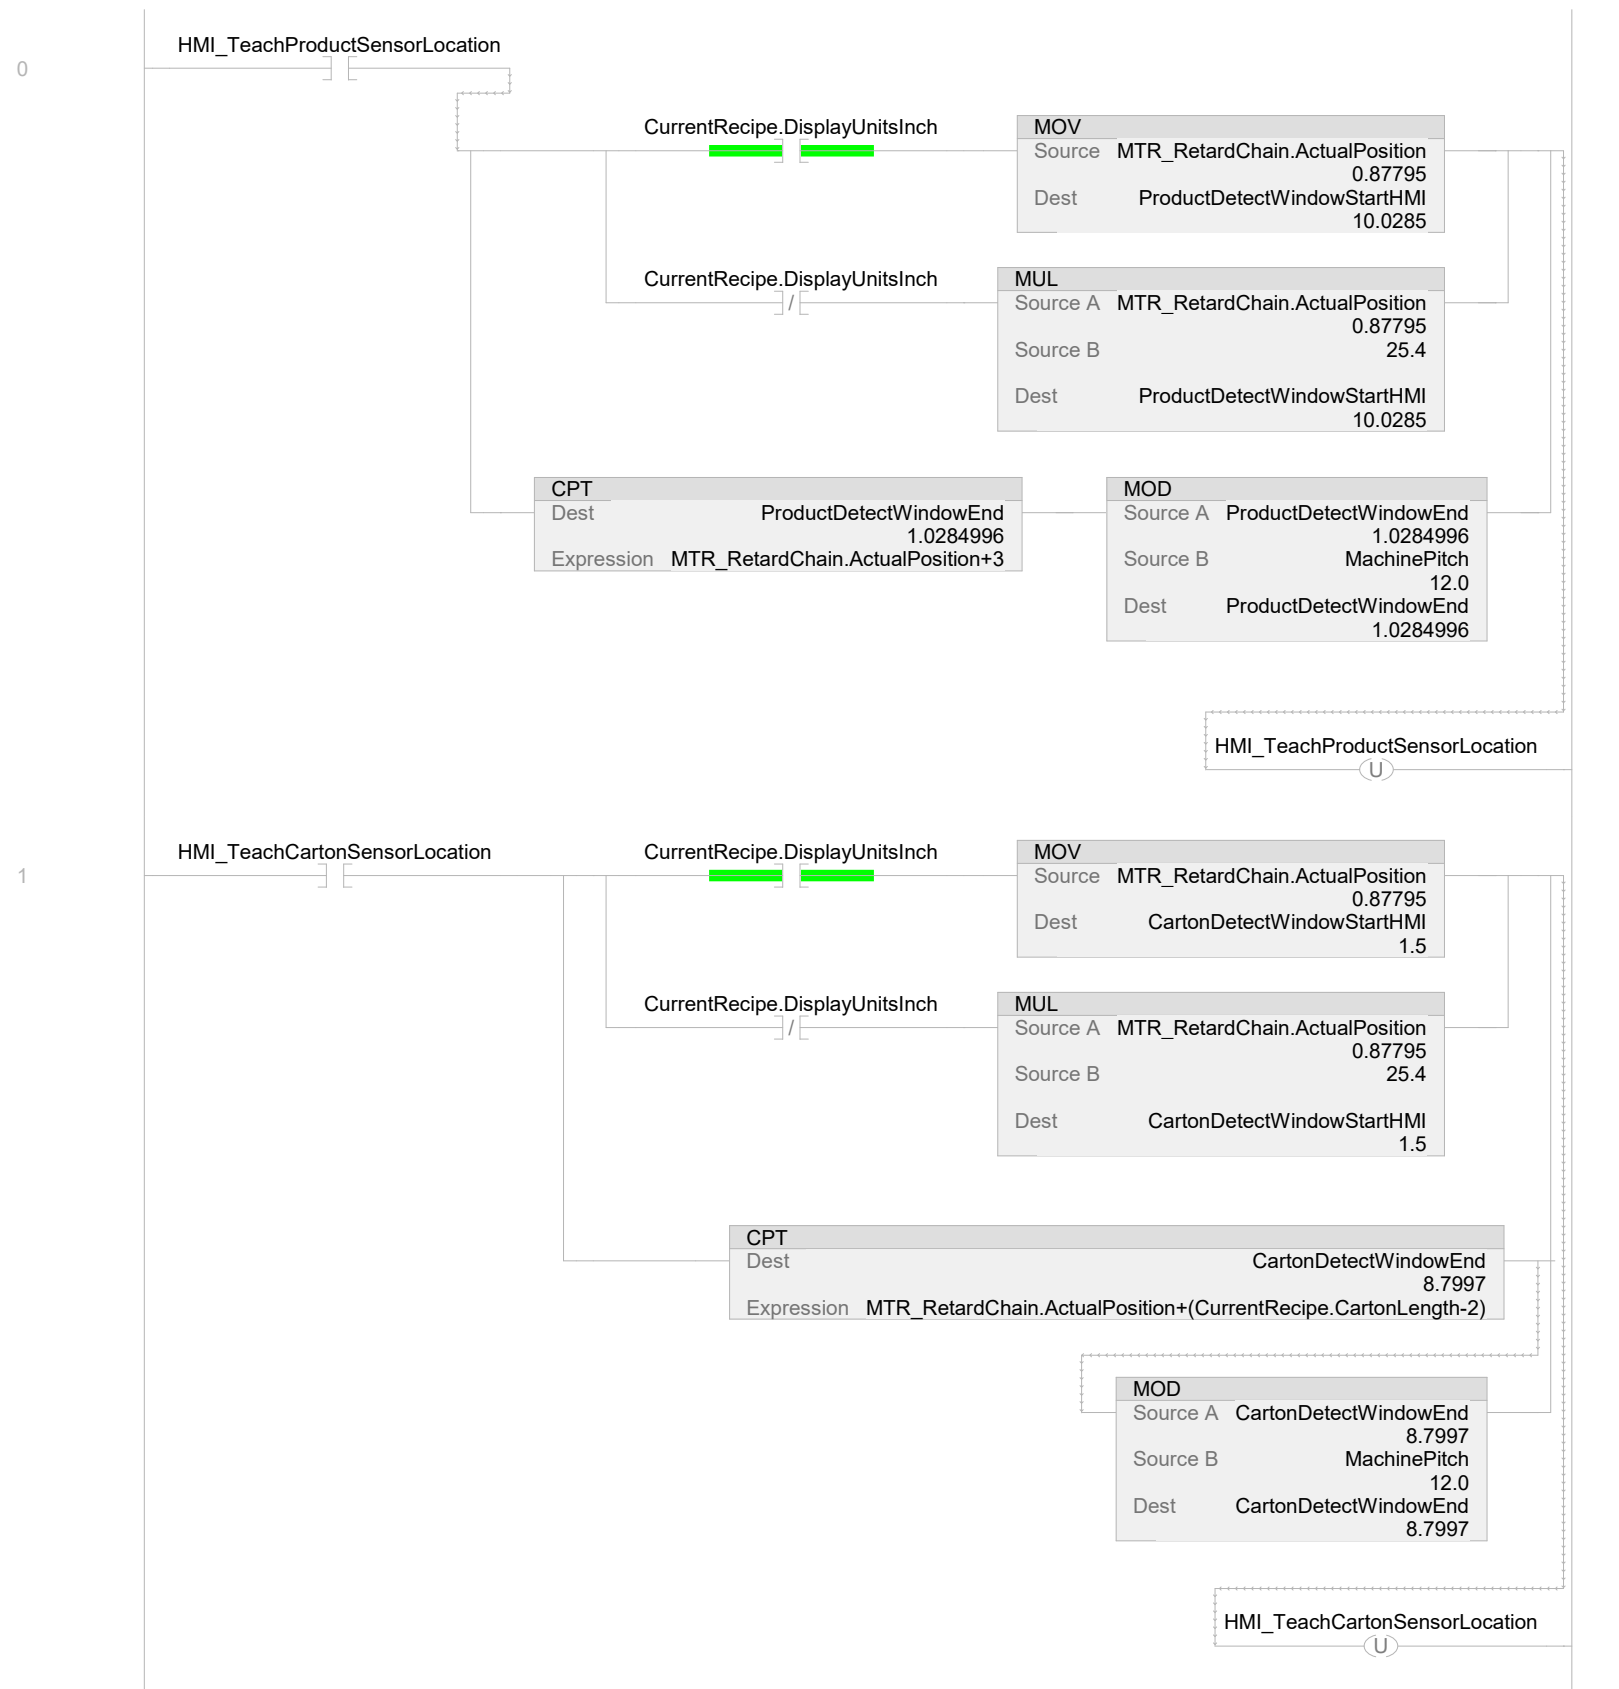 HMI_TeachProductSensorLocation
0
CurrentRecipe.DisplayUnitsInch
MOV
Source MTR_RetardChain.ActualPosition
0.87795
Dest ProductDetectWindowStartHMI
10.0285
CurrentRecipe.DisplayUnitsInch
/
MUL
Source A MTR_RetardChain.ActualPosition
0.87795
Source B 25.4
Dest ProductDetectWindowStartHMI
10.0285
CPT
Dest ProductDetectWindowEnd
1.0284996
Expression MTR_RetardChain.ActualPosition+3
MOD
Source A ProductDetectWindowEnd
1.0284996
Source B MachinePitch
12.0
Dest ProductDetectWindowEnd
1.0284996
HMI_TeachProductSensorLocation
U
HMI_TeachCartonSensorLocation
1
CurrentRecipe.DisplayUnitsInch
MOV
Source MTR_RetardChain.ActualPosition
0.87795
Dest CartonDetectWindowStartHMI
1.5
CurrentRecipe.DisplayUnitsInch
/
MUL
Source A MTR_RetardChain.ActualPosition
0.87795
Source B 25.4
Dest CartonDetectWindowStartHMI
1.5
CPT
Dest CartonDetectWindowEnd
8.7997
Expression MTR_RetardChain.ActualPosition+(CurrentRecipe.CartonLength-2)
MOD
Source A CartonDetectWindowEnd
8.7997
Source B MachinePitch
12.0
Dest CartonDetectWindowEnd
8.7997
HMI_TeachCartonSensorLocation
U